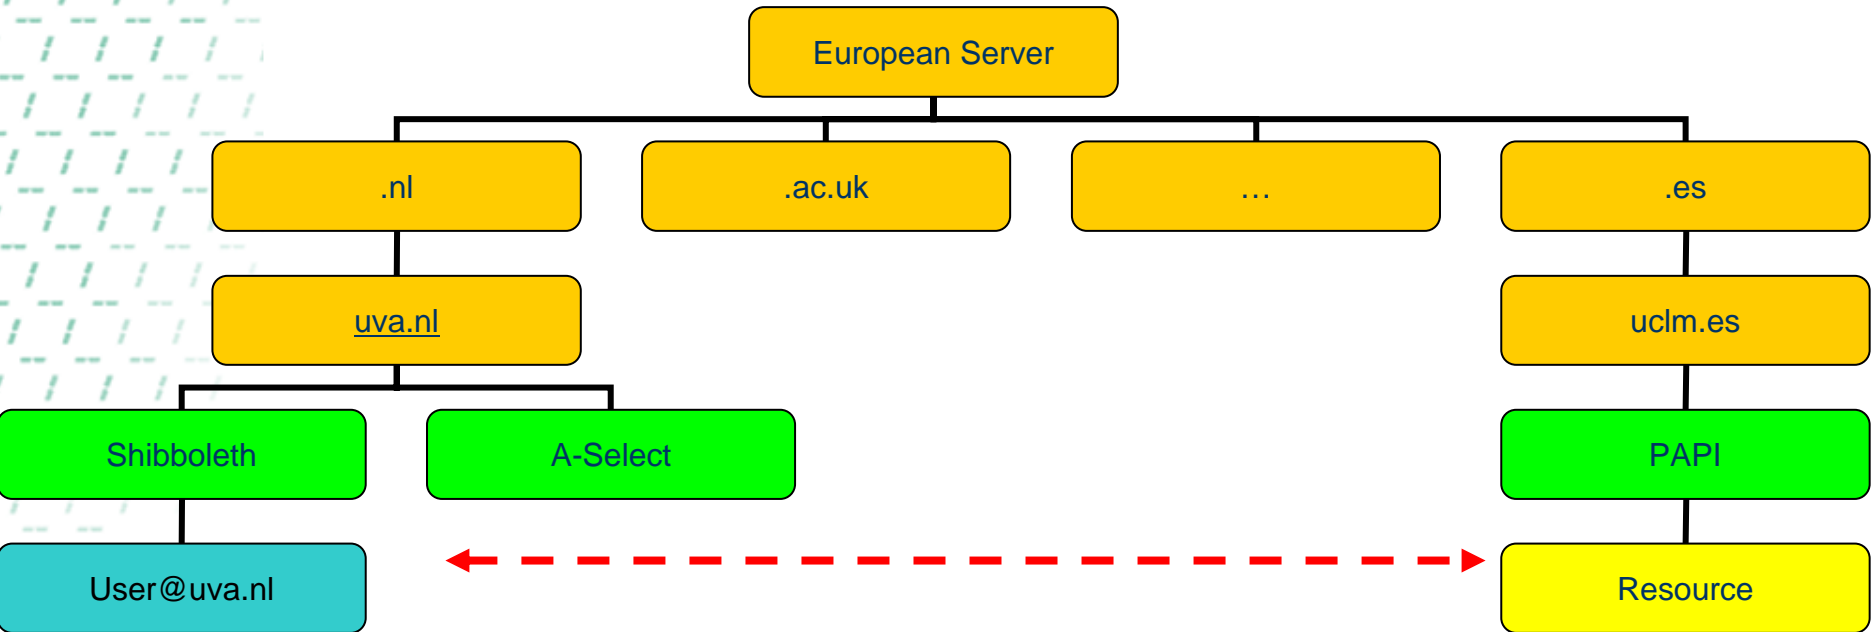 European Server
.nl
.ac.uk
…
.es
uva.nl
uclm.es
Shibboleth
A-Select
PAPI
User@uva.nl
Resource